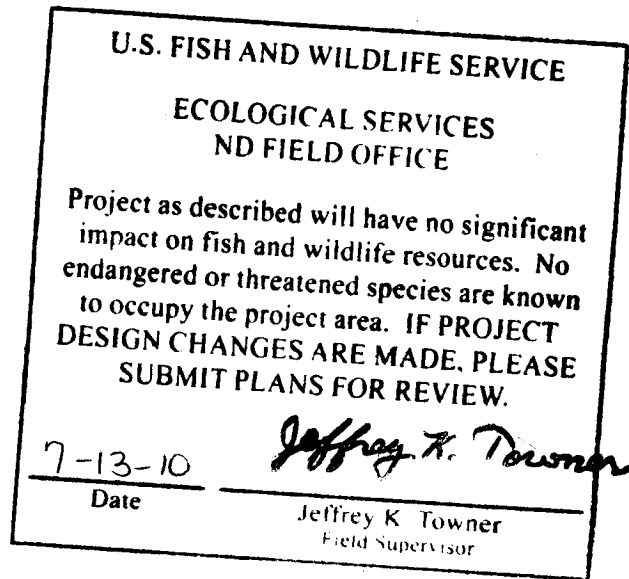 U.S. FISH AND WILDLIFE SERVICE
ECOLOGICAL SERVICES
ND FIELD OFFICE
Project as described will have no significant
impact on fish and wildlife resources. No
endangered or threatened species are known
to occupy the project area. IF PROJECT
DESIGN CHANGES ARE MADE, PLEASE
SUBMIT PLANS FOR REVIEW.
7-13-10 Jeffrey K. Towner
Date Jeffrey K Towner
Field Supervisor